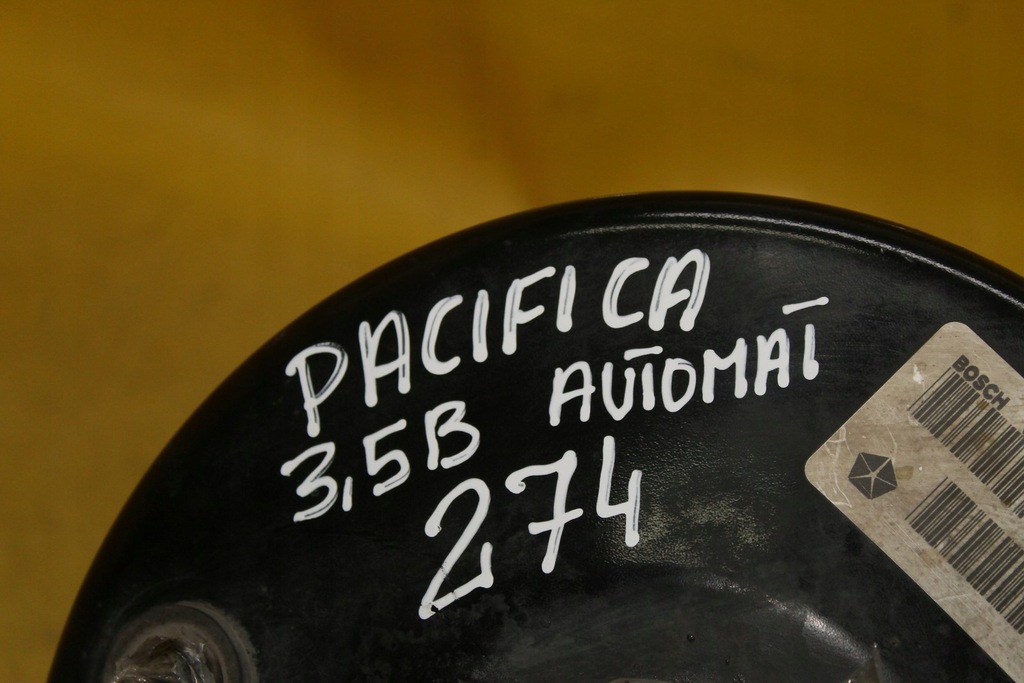 PACIFICA
3,5B AUTOMAT
274
BOSCH